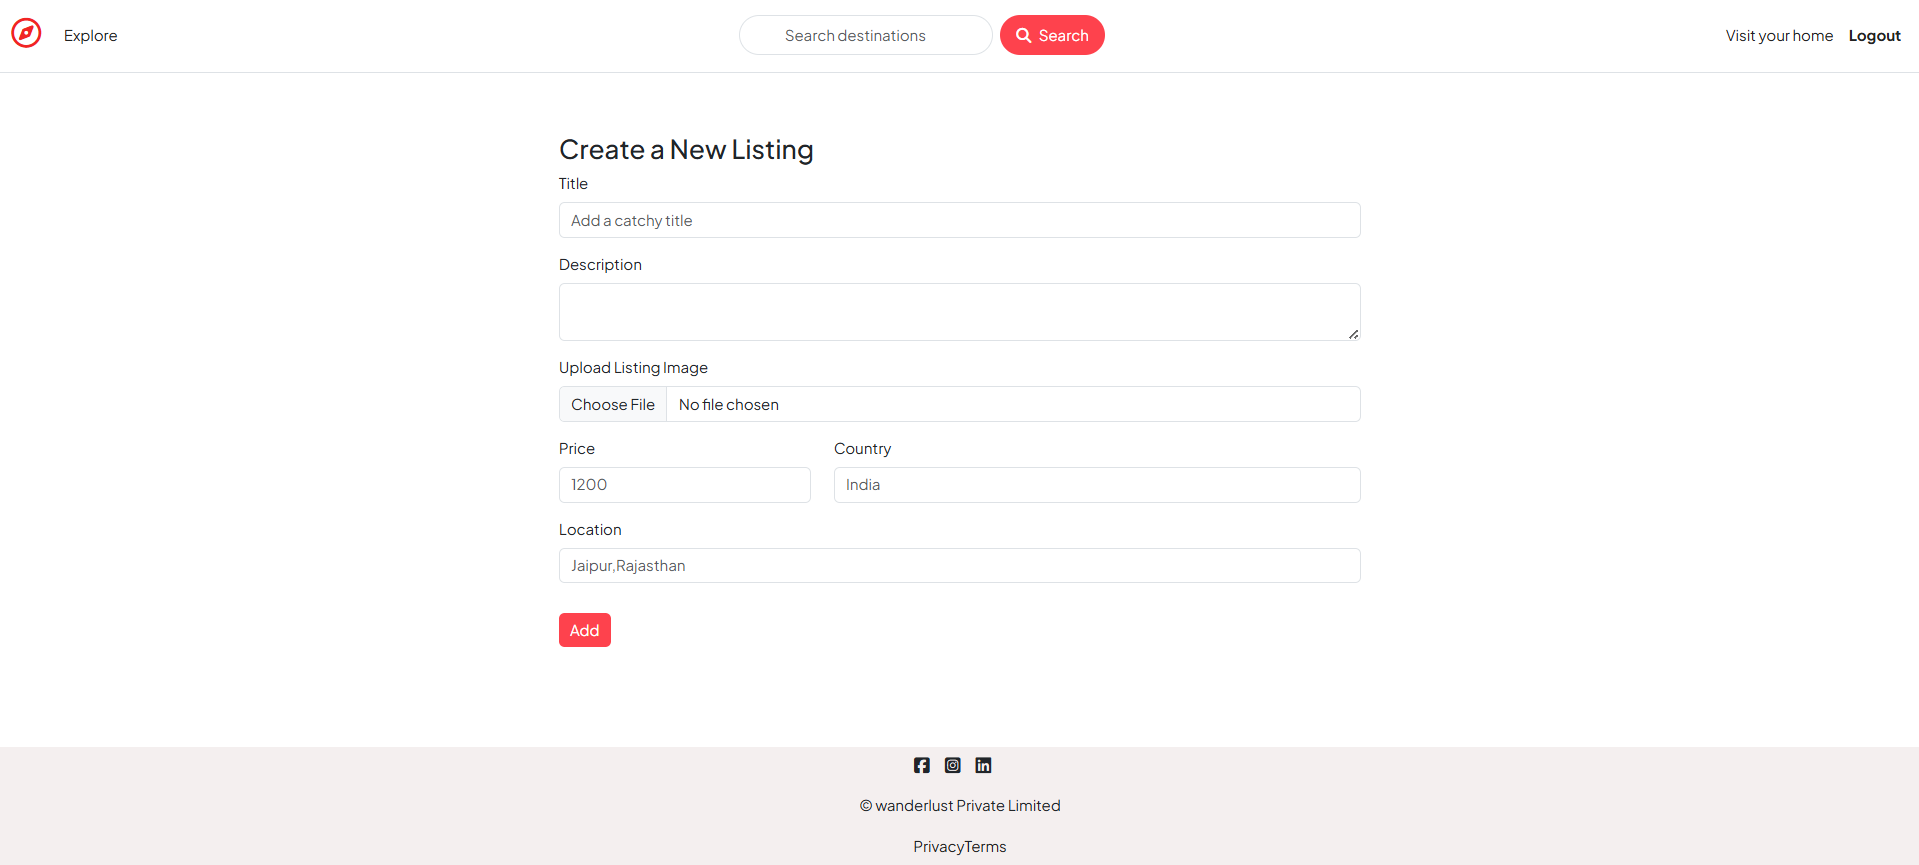 Explore
Search destinations
Search
Visit your home
Logout
Create a New Listing
Title
Add a catchy title
Description
Upload Listing Image
Choose File No file chosen
Price
Country
1200
India
Location
Jaipur,Rajasthan
Add
© wanderlust Private Limited
PrivacyTerms